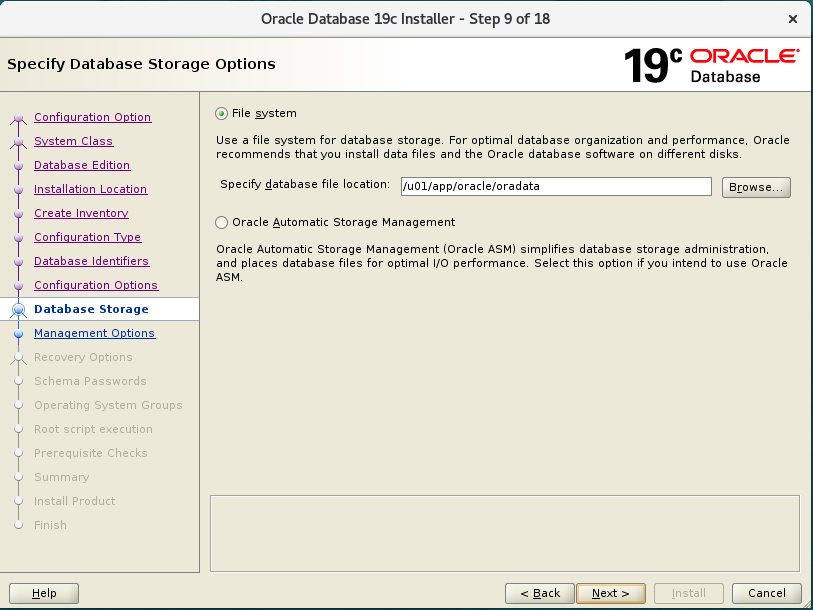 Oracle Database 19c Installer - Step 9 of 18
Specify Database Storage Options
19c ORACLE
Database
Configuration Option
System Class
Database Edition
Installation Location
Create Inventory
Configuration Type
Database Identifiers
Configuration Options
Database Storage
Management Options
Recovery Options
Schema Passwords
Operating System Groups
Root script execution
Prerequisite Checks
Summary
Install Product
Finish
File system
Use a file system for database storage. For optimal database organization and performance, Oracle
recommends that you install data files and the Oracle database software on different disks.
Specify database file location: /u01/app/oracle/oradata Browse...
Oracle Automatic Storage Management
Oracle Automatic Storage Management (Oracle ASM) simplifies database storage administration,
and places database files for optimal I/O performance. Select this option if you intend to use Oracle
ASM.
Help < Back Next > Install Cancel